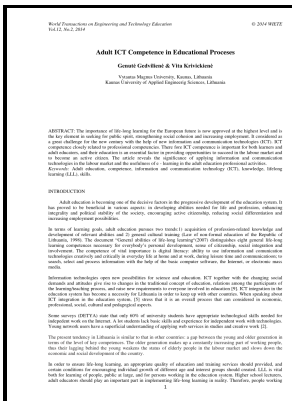 World Transactions on Engineering and Technology Education © 2014 WIETE
Vol.12, No.2, 2014
Adult ICT Competence in Educational Processes
Genutė Gedvilienė & Vita Krivickienė
Vytautas Magnus University, Kaunas, Lithuania
Kaunas University of Applied Engineering Sciences, Lithuania
ABSTRACT: The importance of life-long learning for the European future is now approved at the highest level and is
the key element in seeking for public spirit, strengthening social cohesion and increasing employment. It considered as
a great challenge for the new century with the help of new information and communication technologies (ICT). ICT
competence closely related to professional competencies. There fore ICT competence is important for both learners and
adult educators, and their education is an essential factor in providing opportunities to succeed in the labour market and
to become an active citizen. The article reveals the significance of applying information and communication
technologies in the labour market and the usefulness of e - learning in the adult education professional activities.
Keywords: Adult education, competence, information and communication technology (ICT), knowledge, lifelong
learning (LLL), skills.
INTRODUCTION
Adult education is becoming one of the decisive factors in the progressive development of the education system. It
has proved to be beneficial in various aspects; in developing abilities needed for life and profession, enhancing
integrality and political stability of the society, encouraging active citizenship, reducing social differentiation and
increasing employment possibilities.
In terms of learning goals, adult education pursues two trends 1) acquisition of profession-related knowledge and
development of relevant abilities and 2) general cultural learning (Law of non-formal education of the Republic of
Lithuania, 1998). The document "General abilities of life-long learning" (2007) distinguishes eight general life-long
learning competences necessary for everybody's personal development, sense of citizenship, social integration and
involvement. The competence of vital importance is digital literacy: ability to use information and communication
technologies creatively and critically in everyday life at home and at work, during leisure time and communications; to
search, select and process information with the help of the basic computer software, the Internet, or electronic mass
media.
Information technologies open new possibilities for science and education. ICT together with the changing social
demands and attitudes give rise to changes in the traditional concept of education, relations among the participants of
the learning/teaching process, and raise new requirements to everyone involved in education [9]. ICT integration in the
education system has become a necessity for Lithuania in order to keep up with other countries. When speaking about
ICT integration in the education system, [5] states that it is an overall process that can contributed to economic,
professional, social, cultural and pedagogical aspects.
Some surveys (DETYA) state that only 60% of university students have appropriate technological skills needed for
independent work on the Internet. A lot students lack basic skills and experience for independent work with technologies.
Young network users have a superficial understanding of applying web services in studies and creative work [2].
The present tendency in Lithuania is similar to that in other countries: a gap between the young and older generation in
terms of the level of key competences. The older generation makes up a constantly increasing part of working people,
thus their lagging behind the young weakens the status of elderly people in the labour market and slows down the
economic and social development of the country.
In order to ensure life-long learning, an appropriate quality of education and training services should provided, and
certain conditions for encouraging individual growth of different age and interest groups should created. LLL is vital
both for learning of people, public at large, and for persons working in the education system. Higher school lecturers,
adult educators should play an important part in implementing life-long learning in reality. Therefore, people working
1